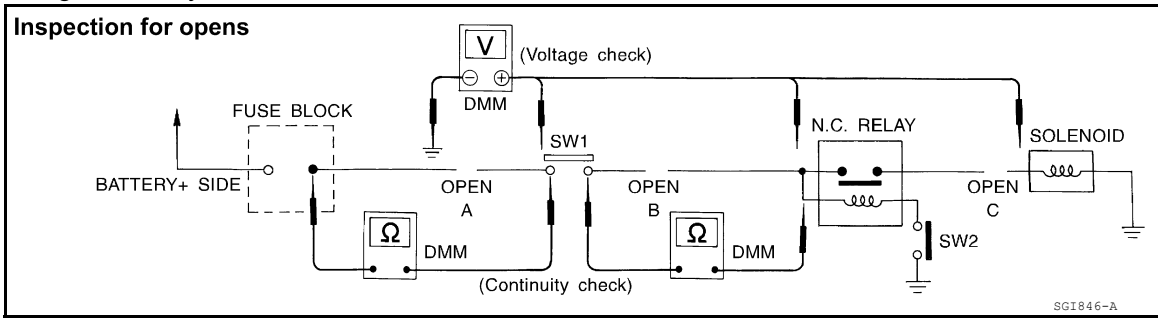 Inspection for opens
V
(Voltage check)
− +
DMM
FUSE BLOCK
SW1
N.C. RELAY
SOLENOID
BATTERY+ SIDE
OPEN
A
OPEN
B
OPEN
C
Ω
DMM
Ω
DMM
SW2
(Continuity check)
SGI846-A